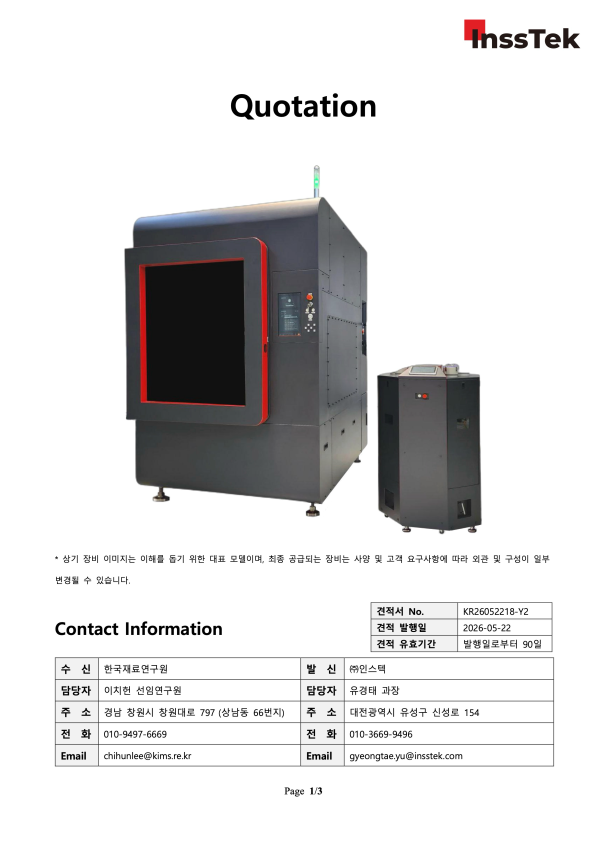 InssTek
Quotation
* 상기 장비 이미지는 이해를 돕기 위한 대표 모델이며, 최종 공급되는 장비는 사양 및 고객 요구사항에 따라 외관 및 구성이 일부
변경될 수 있습니다.
견적서 No. KR26052218-Y2
견적 발행일 2026-05-22
견적 유효기간 발행일로부터 90일
Contact Information
수 신 한국재료연구원 발 신 ㈜인스텍
담당자 이치헌 선임연구원 담당자 유경태 과장
주 소 경남 창원시 창원대로 797 (상남동 66번지) 주 소 대전광역시 유성구 신성로 154
전 화 010-9497-6669 전 화 010-3669-9496
Email chihunlee@kims.re.kr Email gyeongtae.yu@insstek.com
Page 1/3